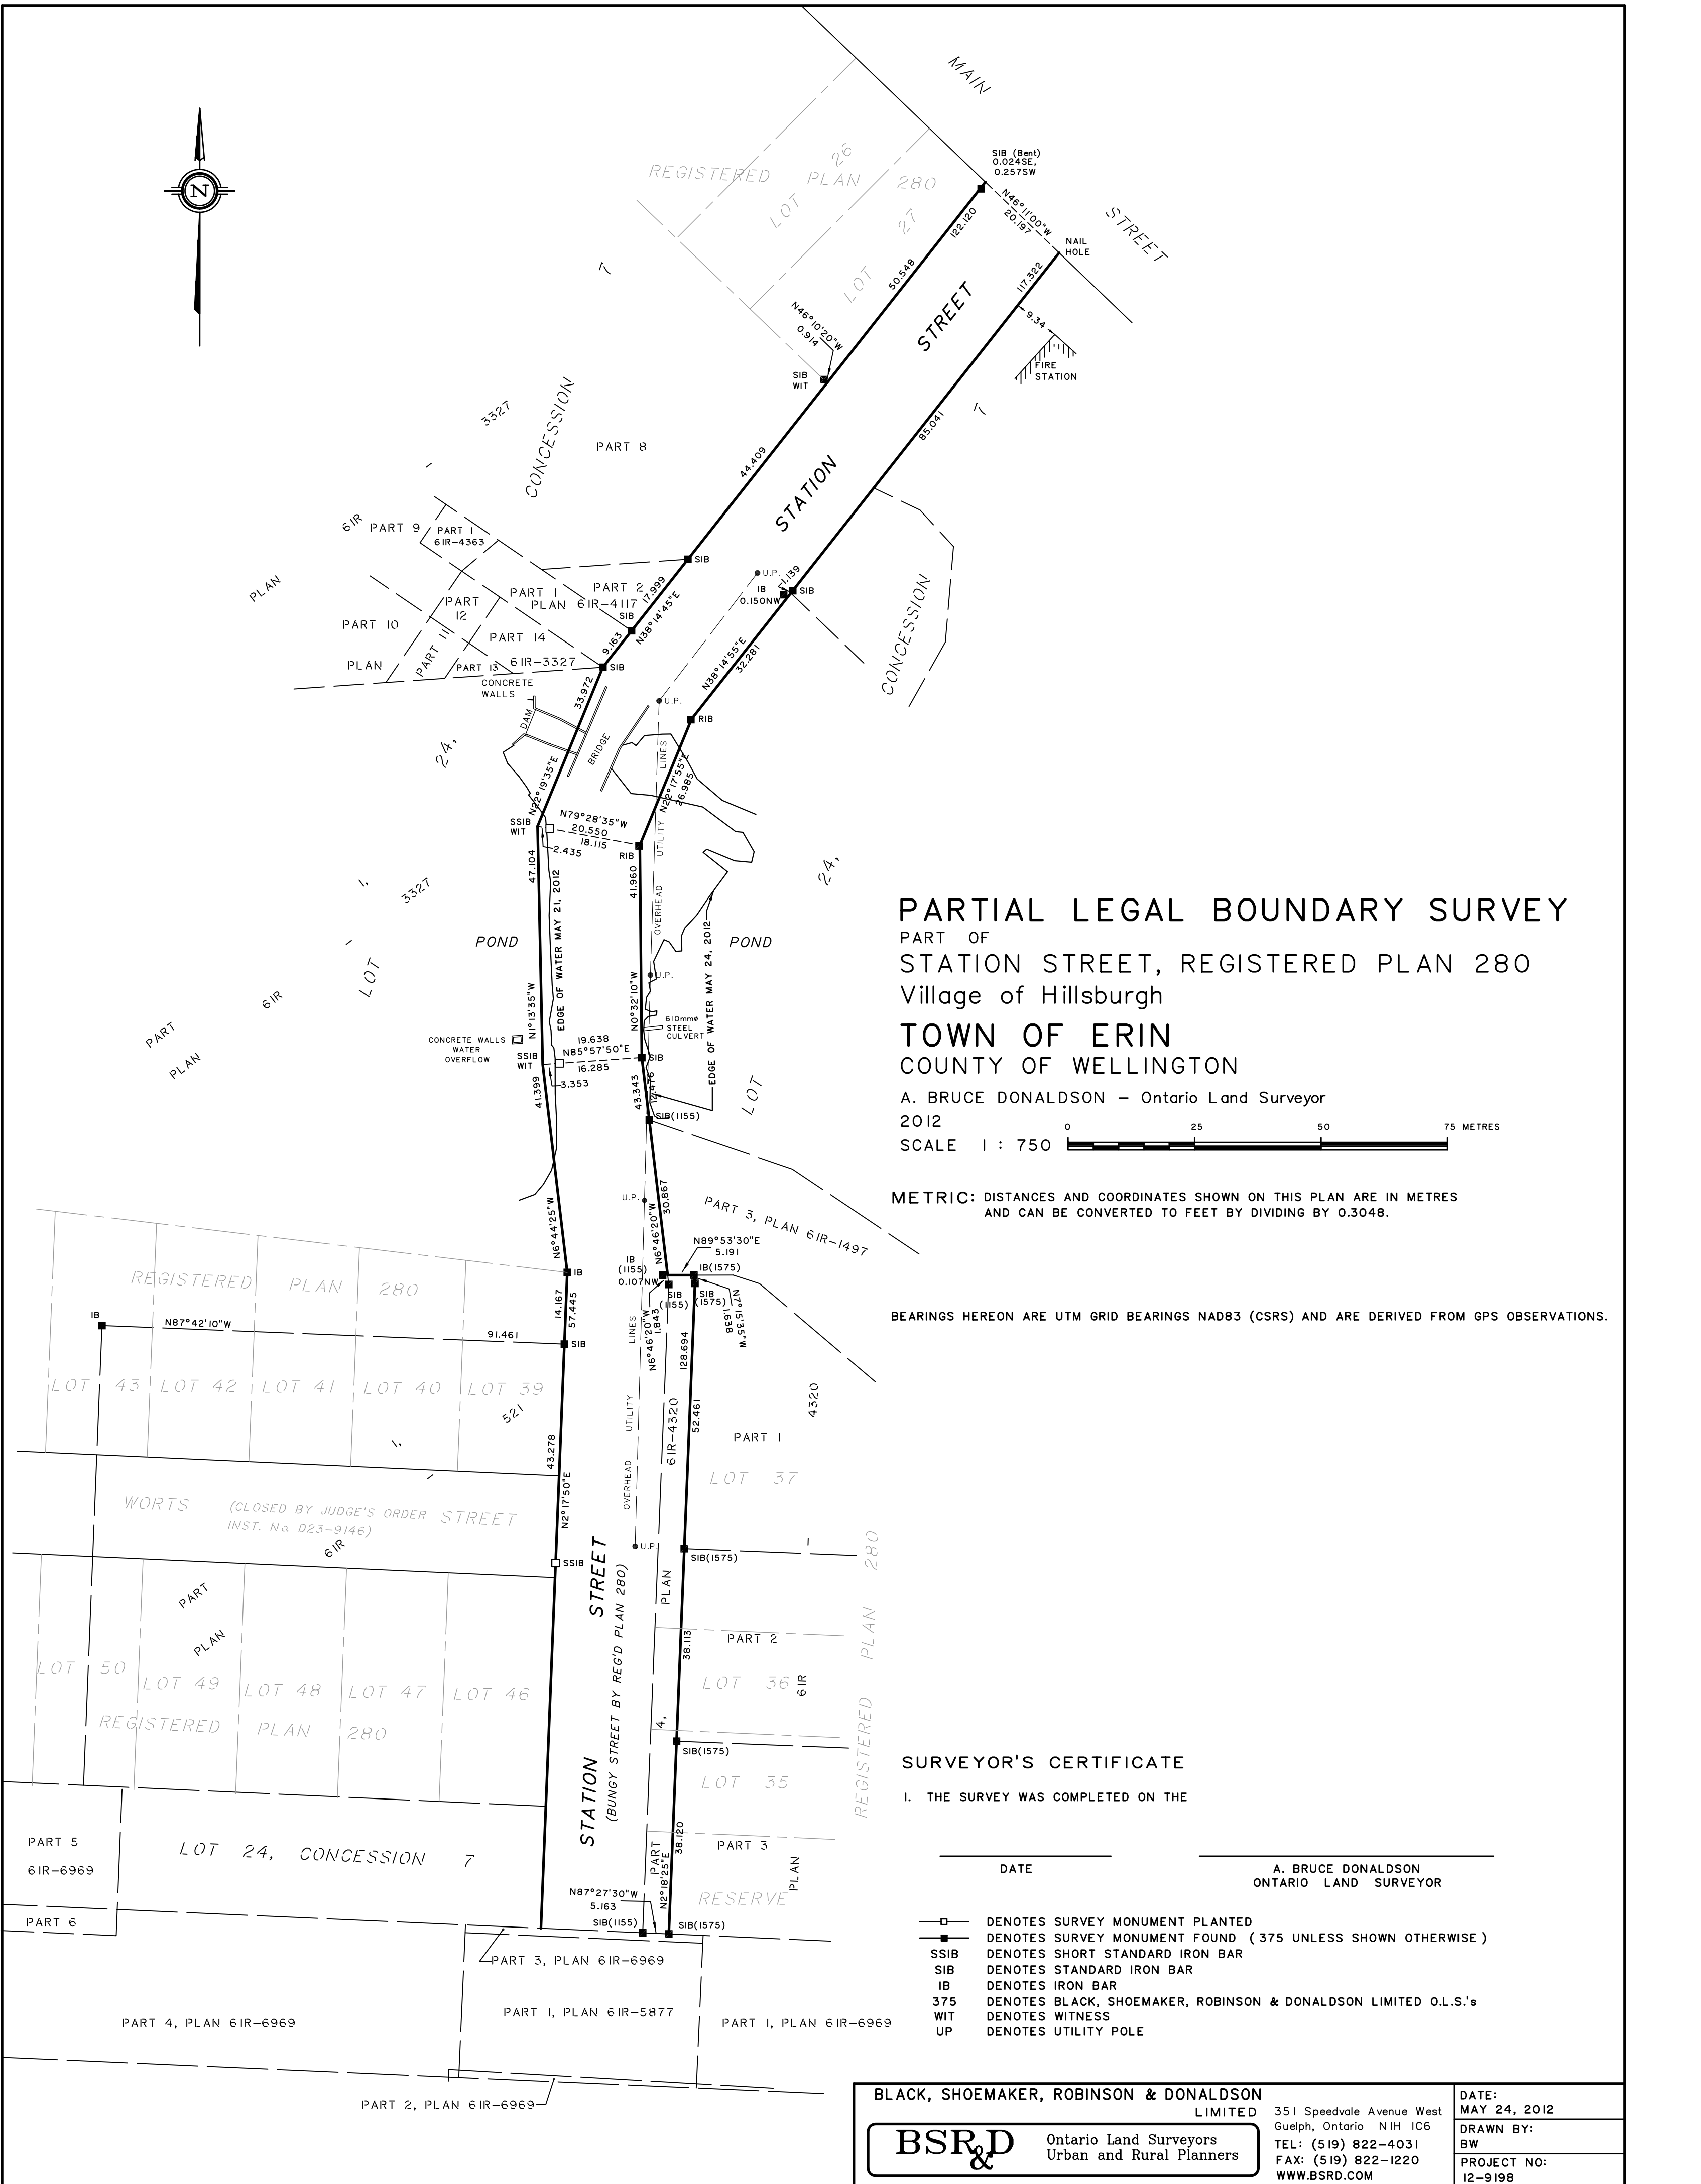 MAIN
STREET
SIB (Bent)
0.024SE,
0.257SW
N46°11'00"W
20.197
NAIL
HOLE
REGISTERED PLAN 280
LOT 26
LOT 27
122.120
50.548
117.322
9.34
FIRE
STATION
N46°10'20"W
0.914
SIB
WIT
STATION STREET
7
7
85.041
44.409
CONCESSION
3327
PART 8
61R
PART 9
PART 1
61R-4363
SIB
PLAN
PART 1
PART 2
PLAN 61R-4117
17.999
N38°14'45"E
SIB
PART
12
PART 10
PART 11
PART 14
9.163
PLAN
PART 13
61R-3327
SIB
U.P.
1.139
IB
0.150NW
SIB
CONCESSION
N38°14'55"E
32.281
U.P.
RIB
CONCRETE
WALLS
33.972
DAM
BRIDGE
N22°19'35"E
N22°17'55"E
26.985
24,
24,
SSIB
WIT
N79°28'35"W
20.550
18.115
2.435
RIB
47.104
41.960
OVERHEAD UTILITY LINES
1,
3327
POND
POND
EDGE OF WATER MAY 21, 2012
EDGE OF WATER MAY 24, 2012
U.P.
LOT
61R
PART
PLAN
N1°13'35"W
N0°32'10"W
610mmø
STEEL
CULVERT
CONCRETE WALLS
WATER
OVERFLOW
SSIB
WIT
19.638
N85°57'50"E
16.285
3.353
SIB
41.399
43.343
12.476
SIB(1155)
LOT
U.P.
30.867
PART 3, PLAN 61R-1497
N6°44'25"W
N6°46'20"W
N89°53'30"E
5.191
IB
(1155)
0.107NW
IB(1575)
SIB
(1155)
SIB
(1575)
N7°15'35"W
1.638
N6°46'20"W
1.843
REGISTERED PLAN 280
IB
IB
N87°42'10"W
91.461
14.167
57.445
SIB
LOT 43
LOT 42
LOT 41
LOT 40
LOT 39
521
1,
128.694
52.461
61R-4320
4320
PART 1
LOT 37
OVERHEAD UTILITY LINES
43.278
N2°17'50"E
WORTS STREET
(CLOSED BY JUDGE'S ORDER
INST. No. D23-9146)
61R
SSIB
U.P.
SIB(1575)
PART
PLAN
LOT 50
LOT 49
LOT 48
LOT 47
LOT 46
REGISTERED PLAN 280
STATION STREET
(BUNGY STREET BY REG'D PLAN 280)
PART 4, PLAN
38.113
PART 2
LOT 36
61R
SIB(1575)
LOT 35
REGISTERED PLAN 280
38.120
PART 3
PLAN
RESERVE
N2°18'25"E
N87°27'30"W
5.163
SIB(1155)
SIB(1575)
PART 5
61R-6969
LOT 24, CONCESSION 7
PART 6
PART 3, PLAN 61R-6969
PART 4, PLAN 61R-6969
PART 1, PLAN 61R-5877
PART 1, PLAN 61R-6969
PART 2, PLAN 61R-6969
N
PARTIAL LEGAL BOUNDARY SURVEY
PART OF
STATION STREET, REGISTERED PLAN 280
Village of Hillsburgh
TOWN OF ERIN
COUNTY OF WELLINGTON
A. BRUCE DONALDSON – Ontario Land Surveyor
2012
SCALE 1 : 750
0 25 50 75 METRES
METRIC: DISTANCES AND COORDINATES SHOWN ON THIS PLAN ARE IN METRES
AND CAN BE CONVERTED TO FEET BY DIVIDING BY 0.3048.
BEARINGS HEREON ARE UTM GRID BEARINGS NAD83 (CSRS) AND ARE DERIVED FROM GPS OBSERVATIONS.
SURVEYOR'S CERTIFICATE
1. THE SURVEY WAS COMPLETED ON THE
DATE
A. BRUCE DONALDSON
ONTARIO LAND SURVEYOR
DENOTES SURVEY MONUMENT PLANTED
DENOTES SURVEY MONUMENT FOUND (375 UNLESS SHOWN OTHERWISE)
SSIB DENOTES SHORT STANDARD IRON BAR
SIB DENOTES STANDARD IRON BAR
IB DENOTES IRON BAR
375 DENOTES BLACK, SHOEMAKER, ROBINSON & DONALDSON LIMITED O.L.S.'s
WIT DENOTES WITNESS
UP DENOTES UTILITY POLE
BLACK, SHOEMAKER, ROBINSON & DONALDSON
LIMITED
BSR&D
Ontario Land Surveyors
Urban and Rural Planners
351 Speedvale Avenue West
Guelph, Ontario N1H 1C6
TEL: (519) 822-4031
FAX: (519) 822-1220
WWW.BSRD.COM
DATE:
MAY 24, 2012
DRAWN BY:
BW
PROJECT NO:
12-9198